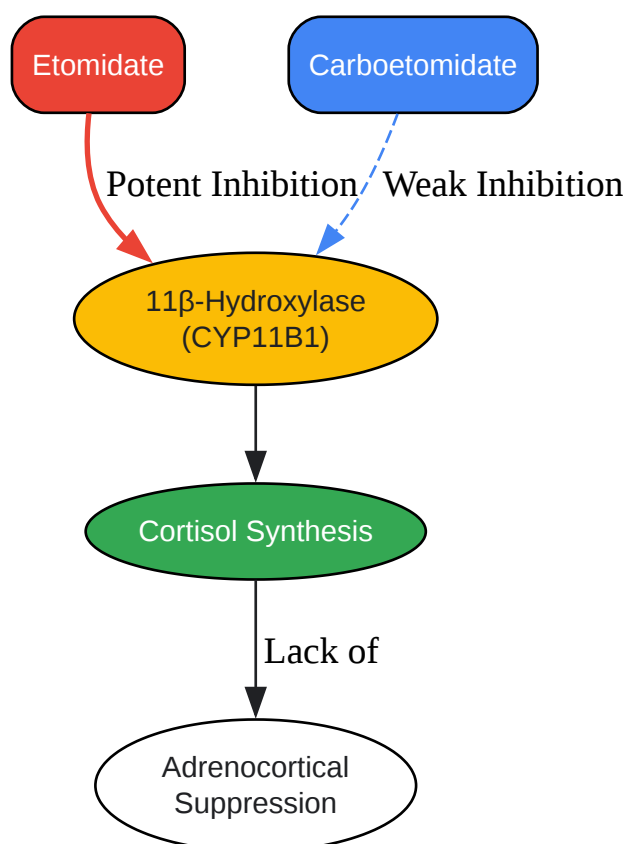 Etomidate
Carboetomidate
Potent Inhibition
Weak Inhibition
11β-Hydroxylase
(CYP11B1)
Cortisol Synthesis
Lack of
Adrenocortical
Suppression